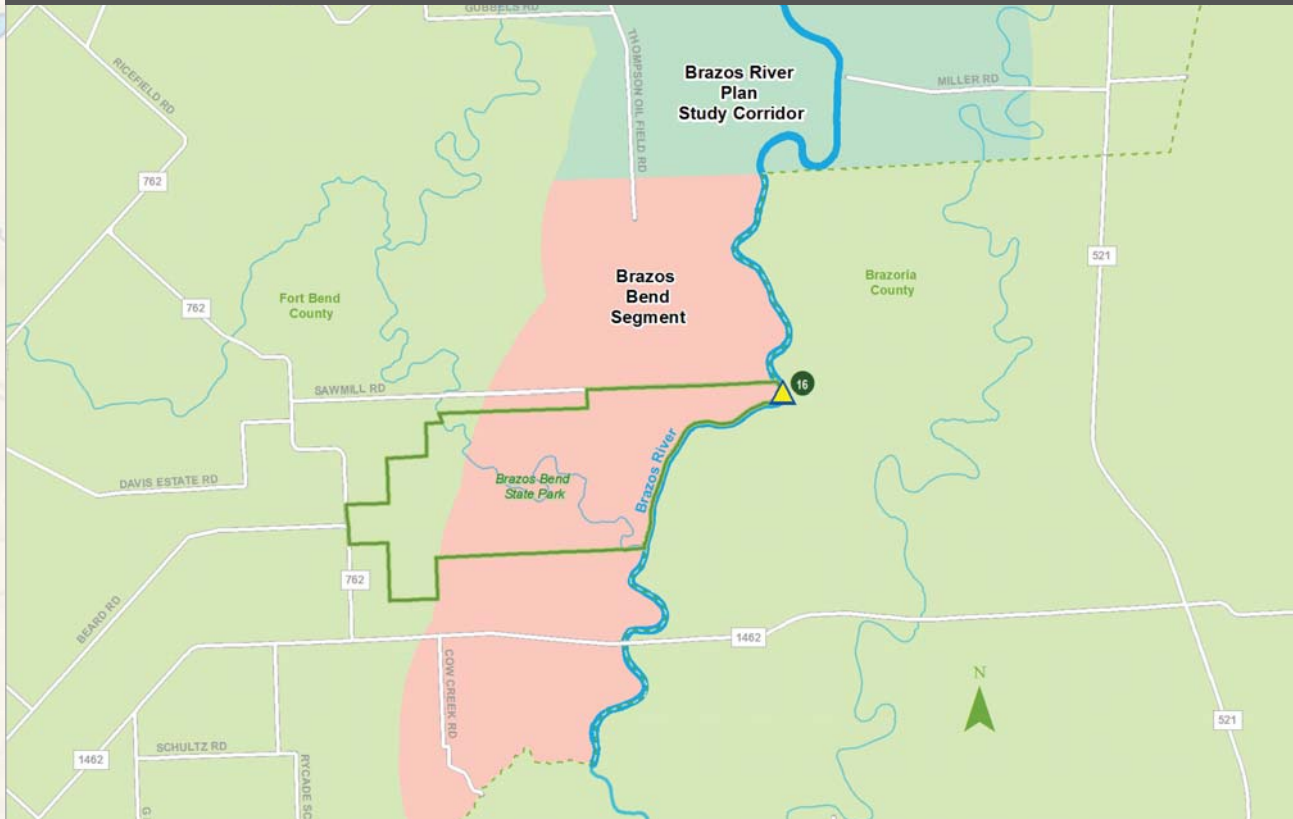 GUBBELS RD
RICEFIELD RD
THOMPSON OIL FIELD RD
Brazos River
Plan
Study Corridor
MILLER RD
762
521
Brazos
Bend
Segment
Brazoria
County
Fort Bend
County
762
SAWMILL RD
16
Brazos River
DAVIS ESTATE RD
Brazos Bend
State Park
762
BEARD RD
1462
COW CREEK RD
N
521
1462
SCHULTZ RD
RYCADE SC
G